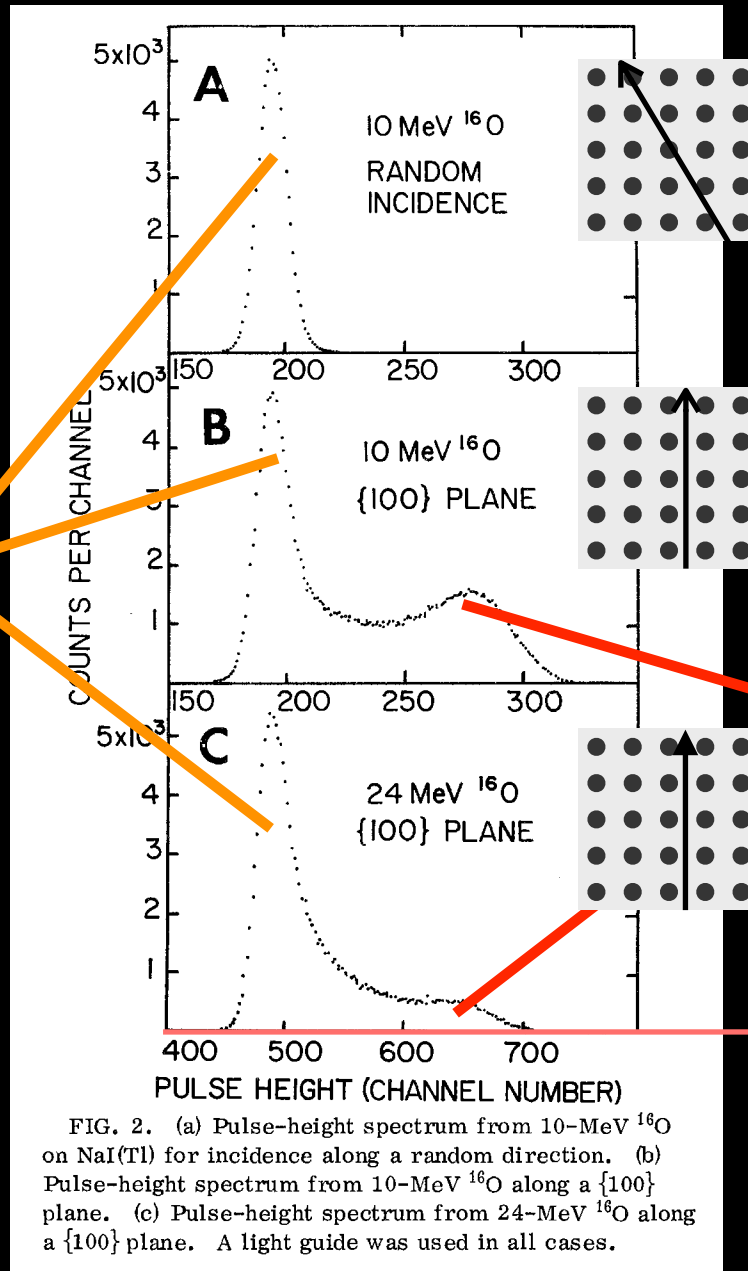 5x10³
A
4
10 MeV ¹⁶O
3
RANDOM
INCIDENCE
2
1
150 200 250 300
5x10³
B
4
10 MeV ¹⁶O
{100} PLANE
3
2
1
COUNTS PER CHANNEL
150 200 250 300
5x10³
C
4
24 MeV ¹⁶O
{100} PLANE
3
2
1
400 500 600 700
PULSE HEIGHT (CHANNEL NUMBER)
FIG. 2. (a) Pulse-height spectrum from 10-MeV ¹⁶O
on NaI(Tl) for incidence along a random direction. (b)
Pulse-height spectrum from 10-MeV ¹⁶O along a {100}
plane. (c) Pulse-height spectrum from 24-MeV ¹⁶O along
a {100} plane. A light guide was used in all cases.